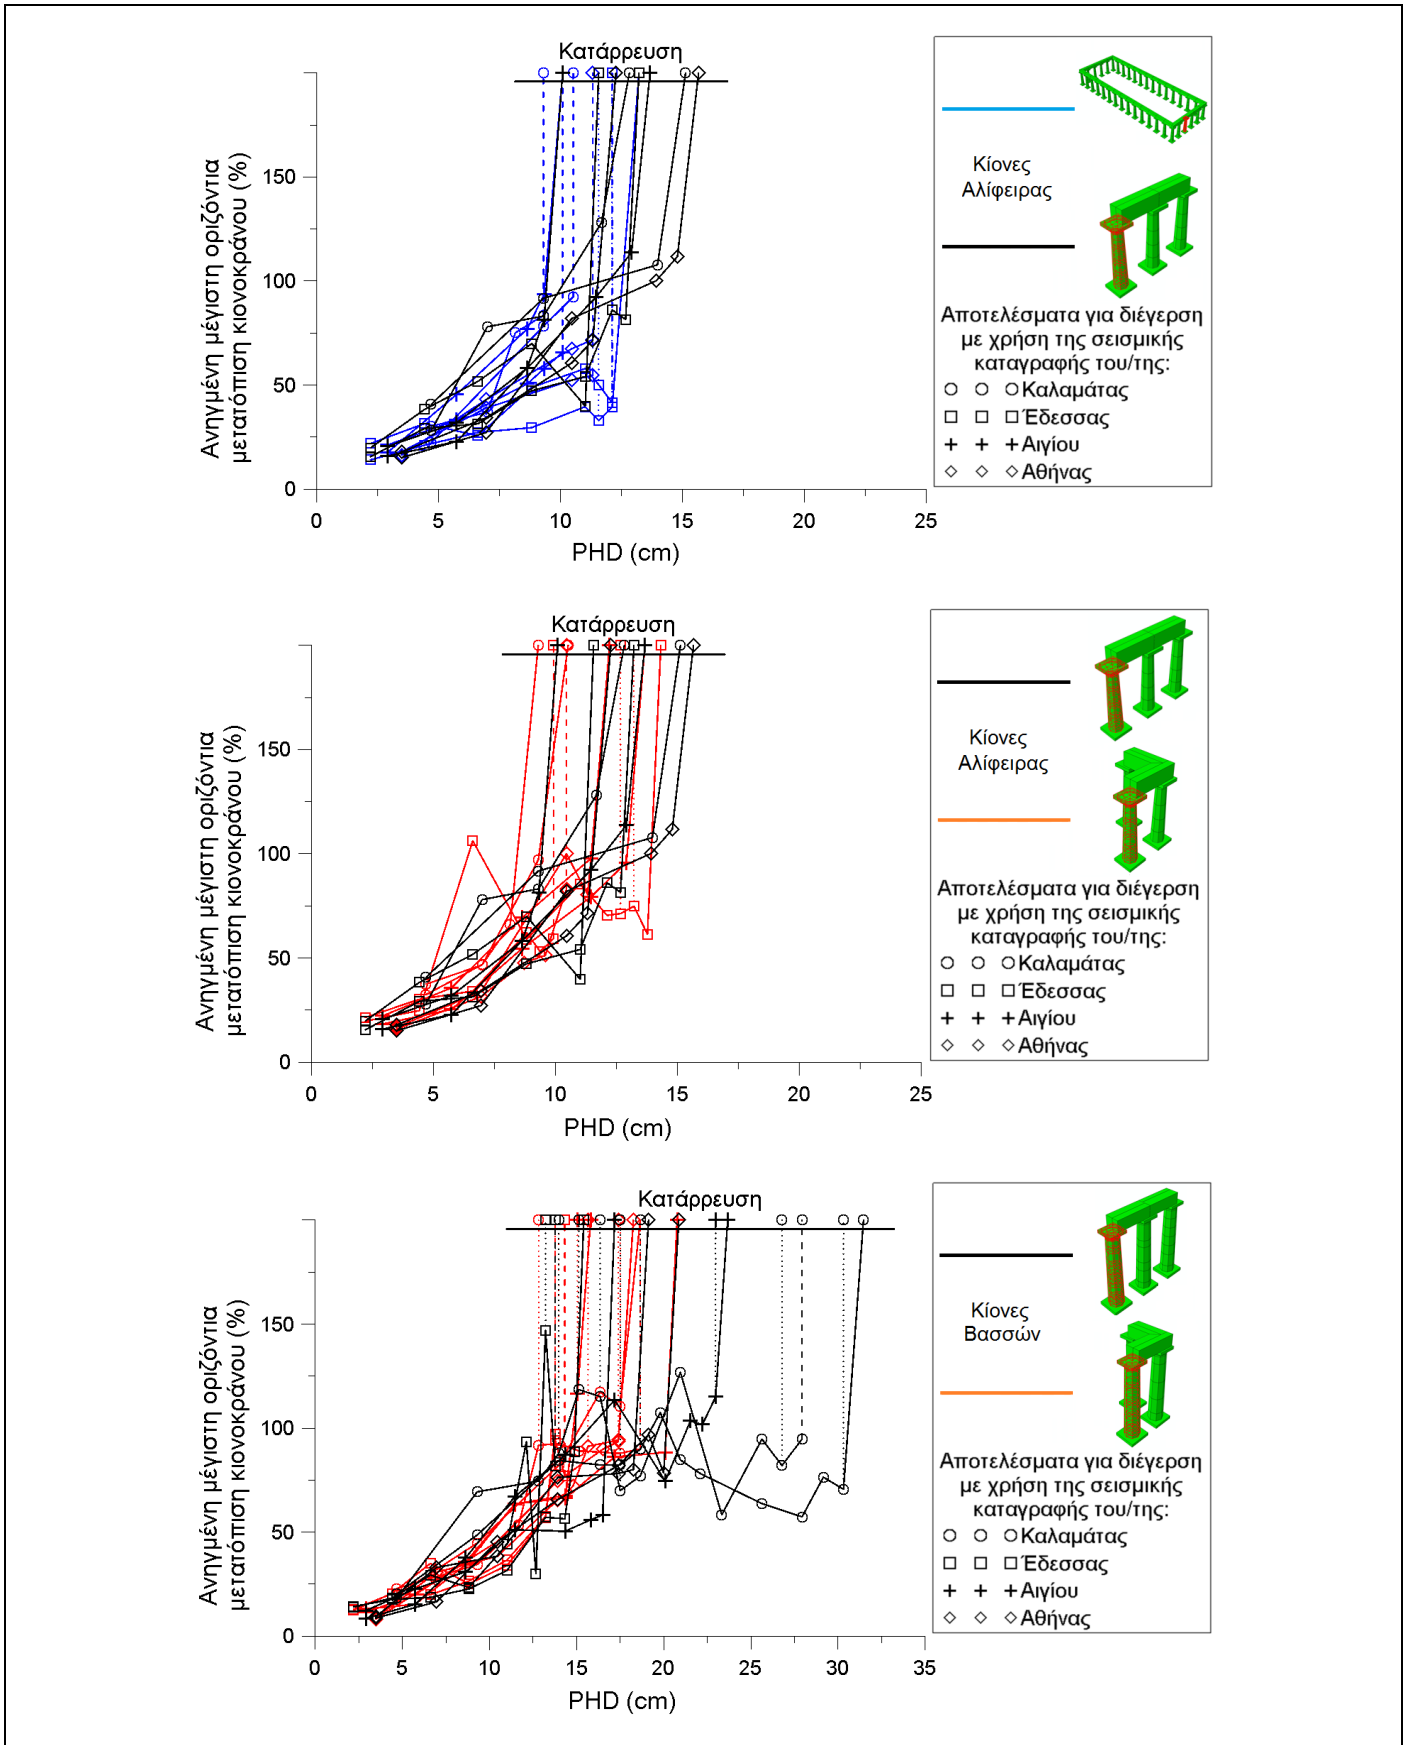 Κατάρρευση
Ανηγμένη μέγιστη οριζόντια
μετατόπιση κιονοκράνου (%)
150
100
50
0
0 5 10 15 20 25
PHD (cm)
Κίονες
Αλίφειρας
Αποτελέσματα για διέγερση
με χρήση της σεισμικής
καταγραφής του/της:
Καλαμάτας
Έδεσσας
Αιγίου
Αθήνας
Κατάρρευση
Ανηγμένη μέγιστη οριζόντια
μετατόπιση κιονοκράνου (%)
150
100
50
0
0 5 10 15 20 25
PHD (cm)
Κίονες
Αλίφειρας
Αποτελέσματα για διέγερση
με χρήση της σεισμικής
καταγραφής του/της:
Καλαμάτας
Έδεσσας
Αιγίου
Αθήνας
Κατάρρευση
Ανηγμένη μέγιστη οριζόντια
μετατόπιση κιονοκράνου (%)
150
100
50
0
0 5 10 15 20 25 30 35
PHD (cm)
Κίονες
Βασσών
Αποτελέσματα για διέγερση
με χρήση της σεισμικής
καταγραφής του/της:
Καλαμάτας
Έδεσσας
Αιγίου
Αθήνας